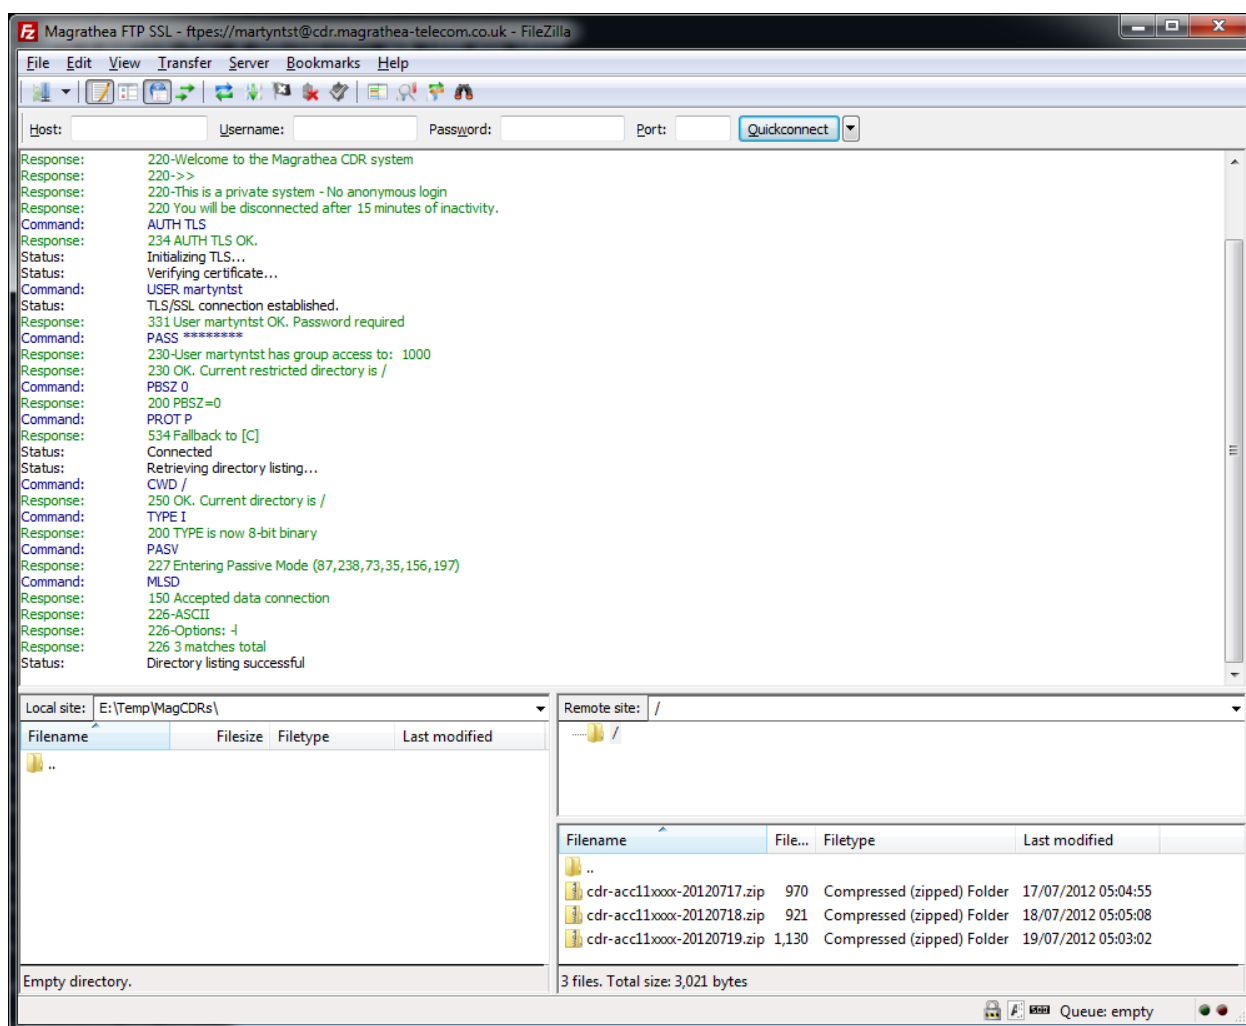 Magrathea FTP SSL - ftpes://martyntst@cdr.magrathea-telecom.co.uk - FileZilla
File Edit View Transfer Server Bookmarks Help
Host: Username: Password: Port: Quickconnect
Response: 220-Welcome to the Magrathea CDR system
Response: 220->>
Response: 220-This is a private system - No anonymous login
Response: 220 You will be disconnected after 15 minutes of inactivity.
Command: AUTH TLS
Response: 234 AUTH TLS OK.
Status: Initializing TLS...
Status: Verifying certificate...
Command: USER martyntst
Status: TLS/SSL connection established.
Response: 331 User martyntst OK. Password required
Command: PASS ********
Response: 230-User martyntst has group access to: 1000
Response: 230 OK. Current restricted directory is /
Command: PBSZ 0
Response: 200 PBSZ=0
Command: PROT P
Response: 534 Fallback to [C]
Status: Connected
Status: Retrieving directory listing...
Command: CWD /
Response: 250 OK. Current directory is /
Command: TYPE I
Response: 200 TYPE is now 8-bit binary
Command: PASV
Response: 227 Entering Passive Mode (87,238,73,35,156,197)
Command: MLSD
Response: 150 Accepted data connection
Response: 226-ASCII
Response: 226-Options: -l
Response: 226 3 matches total
Status: Directory listing successful
Local site: E:\Temp\MagCDRs\
Filename Filesize Filetype Last modified
..
Empty directory.
Remote site: /
/
Filename File... Filetype Last modified
..
cdr-acc11xxxx-20120717.zip 970 Compressed (zipped) Folder 17/07/2012 05:04:55
cdr-acc11xxxx-20120718.zip 921 Compressed (zipped) Folder 18/07/2012 05:05:08
cdr-acc11xxxx-20120719.zip 1,130 Compressed (zipped) Folder 19/07/2012 05:03:02
3 files. Total size: 3,021 bytes
Queue: empty